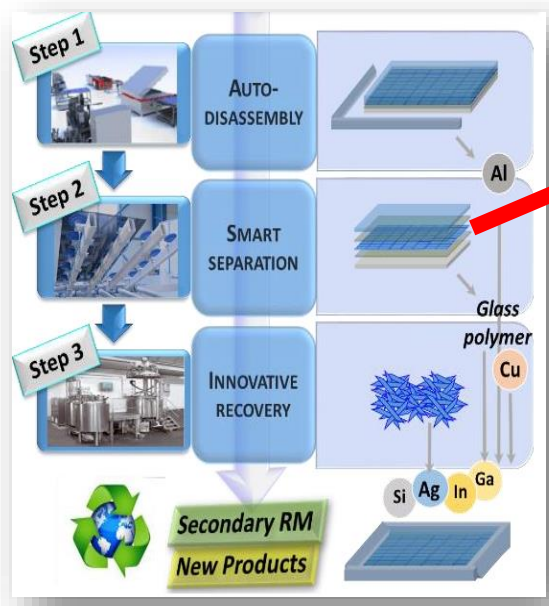 Step 1
AUTO-
DISASSEMBLY
Al
Step 2
SMART
SEPARATION
Glass
polymer
Cu
Step 3
INNOVATIVE
RECOVERY
Si Ag In Ga
Secondary RM
New Products